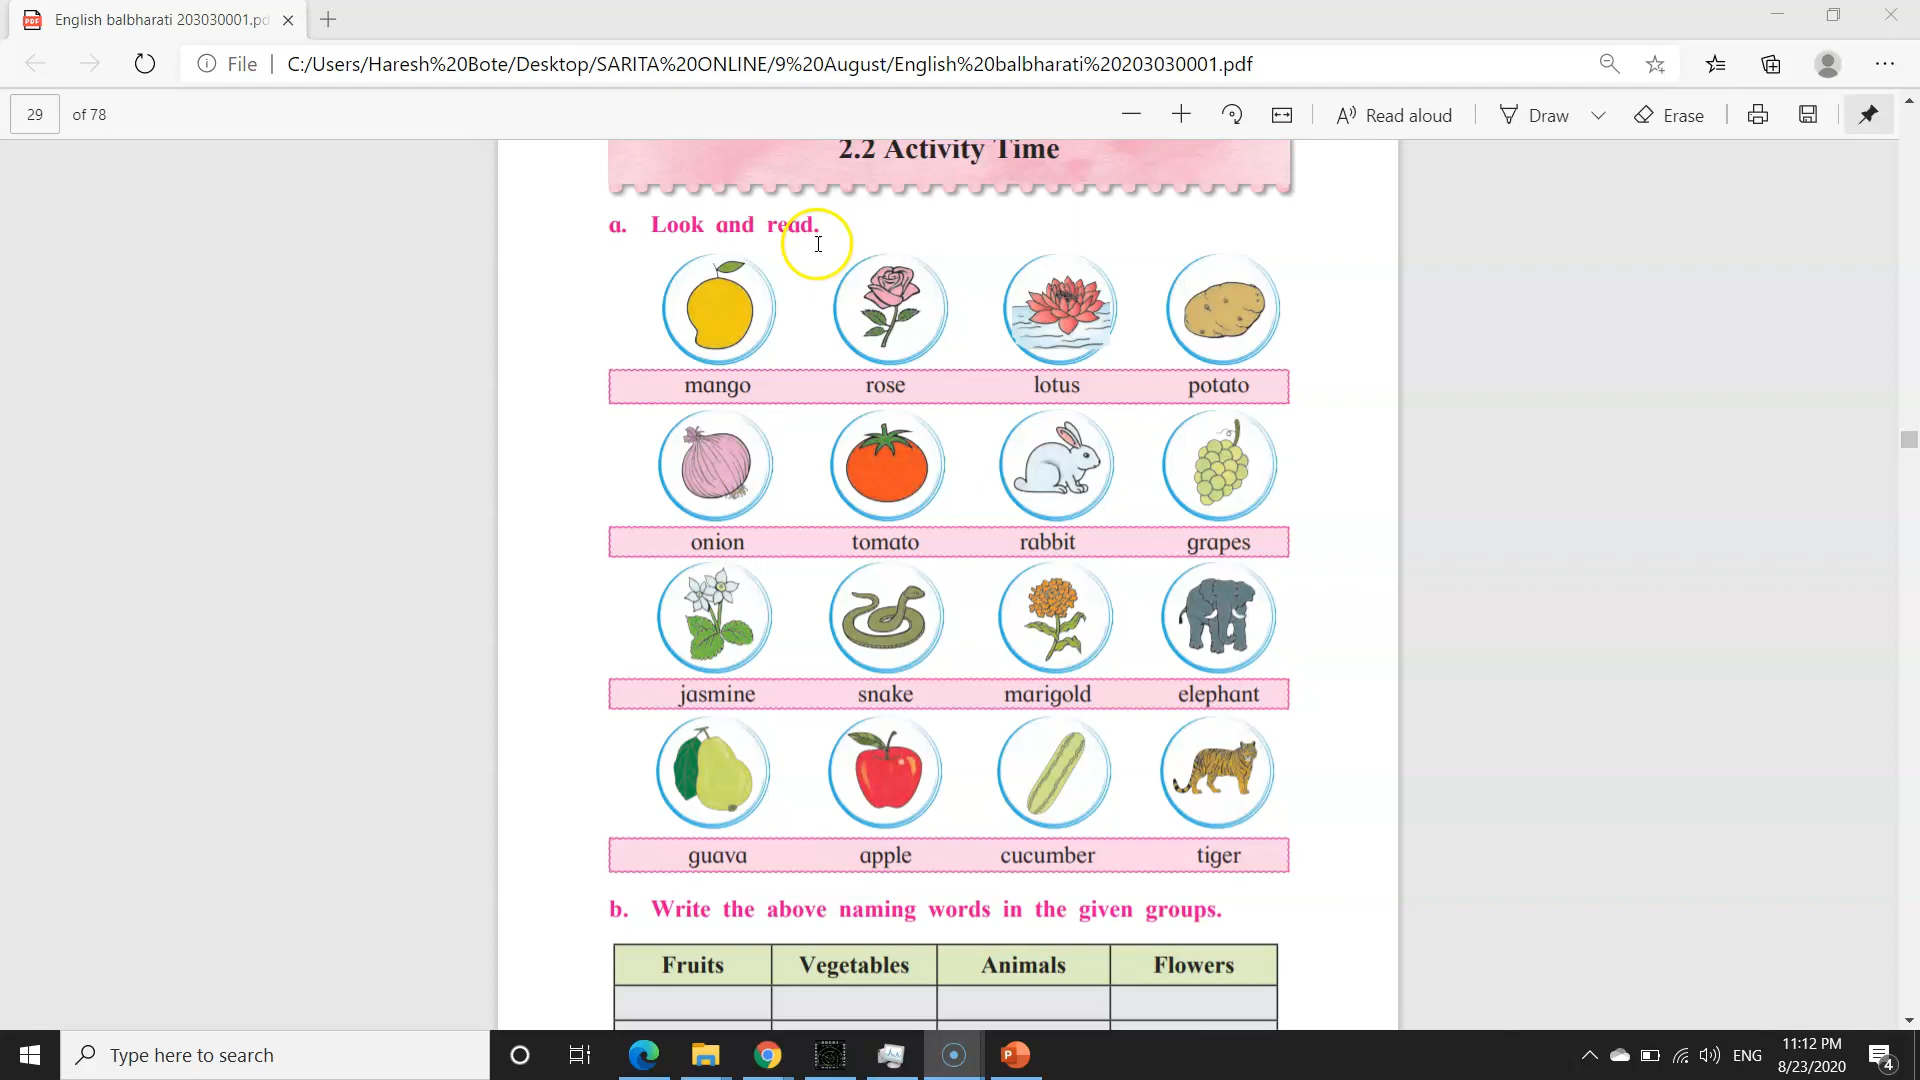 English balbharati 203030001.pd
File C:/Users/Haresh%20Bote/Desktop/SARITA%20ONLINE/9%20August/English%20balbharati%20203030001.pdf
29 of 78 Read aloud Draw Erase
2.2 Activity Time
a. Look and read.
mango rose lotus potato
onion tomato rabbit grapes
jasmine snake marigold elephant
guava apple cucumber tiger
b. Write the above naming words in the given groups.
Fruits Vegetables Animals Flowers
Type here to search
ENG
11:12 PM
8/23/2020
4